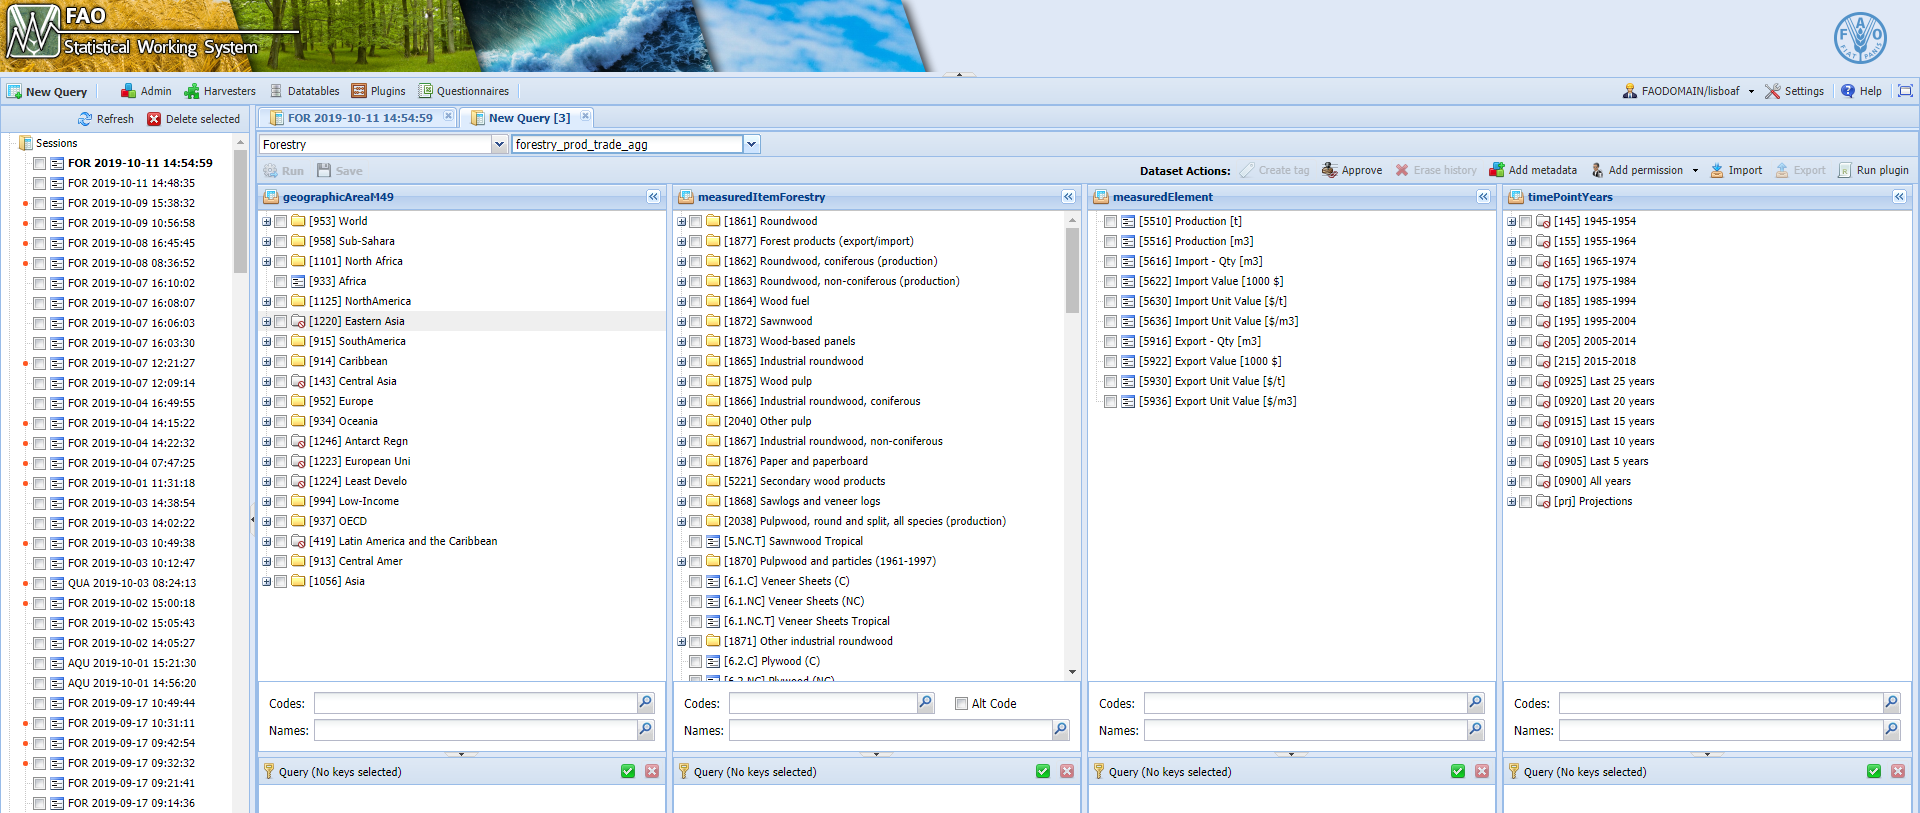 FAO
Statistical Working System
FAO
FIAT PANIS
New Query
Admin
Harvesters
Datatables
Plugins
Questionnaires
FAODOMAIN/lisboaf
Settings
Help
Refresh
Delete selected
FOR 2019-10-11 14:54:59
New Query [3]
Forestry
forestry_prod_trade_agg
Run
Save
Dataset Actions:
Create tag
Approve
Erase history
Add metadata
Add permission
Import
Export
Run plugin
Sessions
FOR 2019-10-11 14:54:59
FOR 2019-10-11 14:48:35
FOR 2019-10-09 15:38:32
FOR 2019-10-09 10:56:58
FOR 2019-10-08 16:45:45
FOR 2019-10-08 08:36:52
FOR 2019-10-07 16:10:02
FOR 2019-10-07 16:08:07
FOR 2019-10-07 16:06:03
FOR 2019-10-07 16:03:30
FOR 2019-10-07 12:21:27
FOR 2019-10-07 12:09:14
FOR 2019-10-04 16:49:55
FOR 2019-10-04 14:15:22
FOR 2019-10-04 14:22:32
FOR 2019-10-04 07:47:25
FOR 2019-10-01 11:31:18
FOR 2019-10-03 14:38:54
FOR 2019-10-03 14:02:22
FOR 2019-10-03 10:49:38
FOR 2019-10-03 10:12:47
QUA 2019-10-03 08:24:13
FOR 2019-10-02 15:00:18
FOR 2019-10-02 15:05:43
FOR 2019-10-02 14:05:27
AQU 2019-10-01 15:21:30
AQU 2019-10-01 14:56:20
FOR 2019-09-17 10:49:44
FOR 2019-09-17 10:31:11
FOR 2019-09-17 09:42:54
FOR 2019-09-17 09:32:32
FOR 2019-09-17 09:21:41
FOR 2019-09-17 09:14:36
geographicAreaM49
[953] World
[958] Sub-Sahara
[1101] North Africa
[933] Africa
[1125] NorthAmerica
[1220] Eastern Asia
[915] SouthAmerica
[914] Caribbean
[143] Central Asia
[952] Europe
[934] Oceania
[1246] Antarct Regn
[1223] European Uni
[1224] Least Develo
[994] Low-Income
[937] OECD
[419] Latin America and the Caribbean
[913] Central Amer
[1056] Asia
Codes:
Names:
Query (No keys selected)
measuredItemForestry
[1861] Roundwood
[1877] Forest products (export/import)
[1862] Roundwood, coniferous (production)
[1863] Roundwood, non-coniferous (production)
[1864] Wood fuel
[1872] Sawnwood
[1873] Wood-based panels
[1865] Industrial roundwood
[1875] Wood pulp
[1866] Industrial roundwood, coniferous
[2040] Other pulp
[1867] Industrial roundwood, non-coniferous
[1876] Paper and paperboard
[5221] Secondary wood products
[1868] Sawlogs and veneer logs
[2038] Pulpwood, round and split, all species (production)
[5.NC.T] Sawnwood Tropical
[1870] Pulpwood and particles (1961-1997)
[6.1.C] Veneer Sheets (C)
[6.1.NC] Veneer Sheets (NC)
[6.1.NC.T] Veneer Sheets Tropical
[1871] Other industrial roundwood
[6.2.C] Plywood (C)
[6.2.NC] Plywood (NC)
Codes:
Alt Code
Names:
Query (No keys selected)
measuredElement
[5510] Production [t]
[5516] Production [m3]
[5616] Import - Qty [m3]
[5622] Import Value [1000 $]
[5630] Import Unit Value [$/t]
[5636] Import Unit Value [$/m3]
[5916] Export - Qty [m3]
[5922] Export Value [1000 $]
[5930] Export Unit Value [$/t]
[5936] Export Unit Value [$/m3]
Codes:
Names:
Query (No keys selected)
timePointYears
[145] 1945-1954
[155] 1955-1964
[165] 1965-1974
[175] 1975-1984
[185] 1985-1994
[195] 1995-2004
[205] 2005-2014
[215] 2015-2018
[0925] Last 25 years
[0920] Last 20 years
[0915] Last 15 years
[0910] Last 10 years
[0905] Last 5 years
[0900] All years
[prj] Projections
Codes:
Names:
Query (No keys selected)